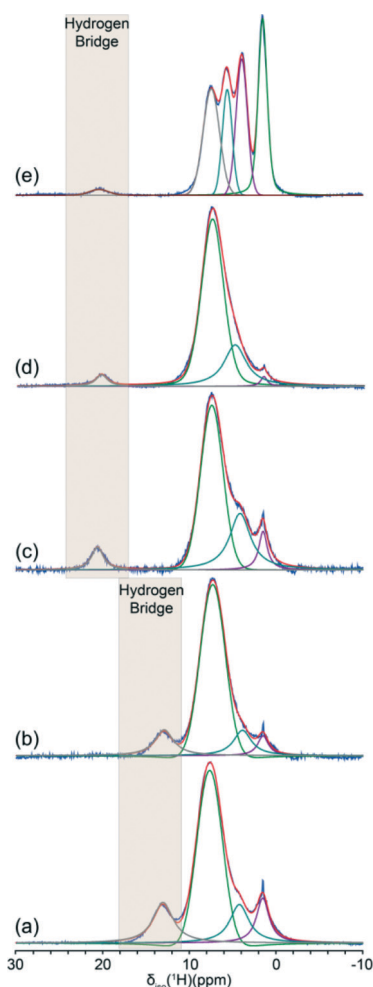 Hydrogen
Bridge
(e)
(d)
(c)
Hydrogen
Bridge
(b)
(a)
30 20 10 0 -10
δiso(¹H)(ppm)